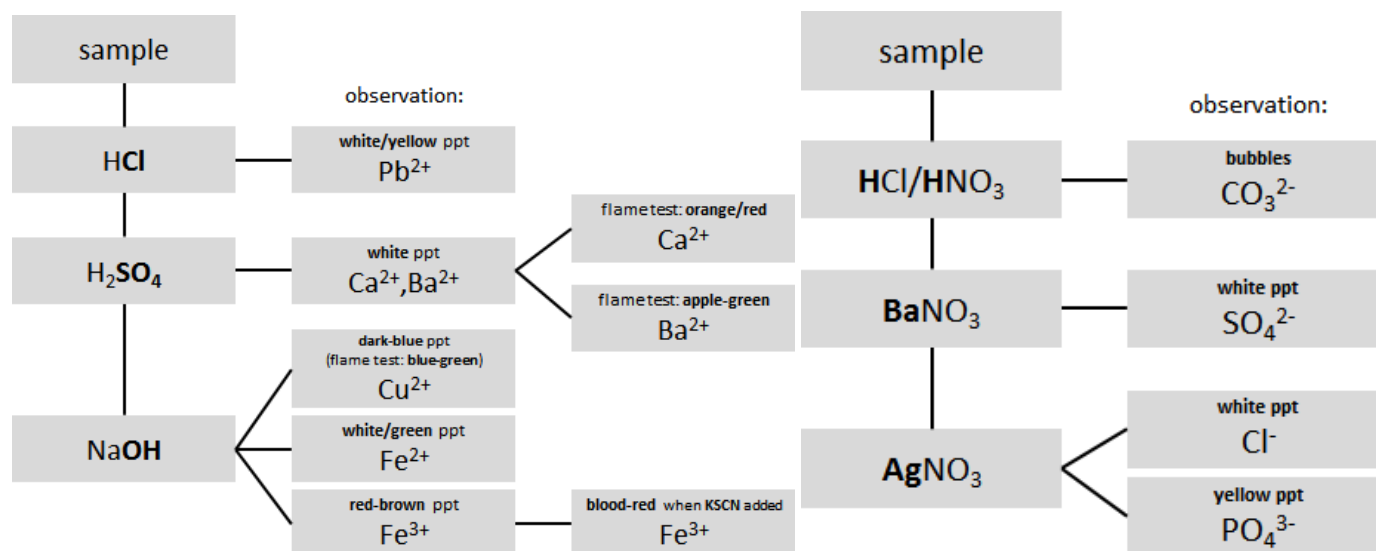 sample
observation:
HCl
white/yellow ppt
Pb²⁺
H₂SO₄
white ppt
Ca²⁺,Ba²⁺
flame test: orange/red
Ca²⁺
flame test: apple-green
Ba²⁺
NaOH
dark-blue ppt
(flame test: blue-green)
Cu²⁺
white/green ppt
Fe²⁺
red-brown ppt
Fe³⁺
blood-red when KSCN added
Fe³⁺
sample
observation:
HCl/HNO₃
bubbles
CO₃²⁻
BaNO₃
white ppt
SO₄²⁻
AgNO₃
white ppt
Cl⁻
yellow ppt
PO₄³⁻